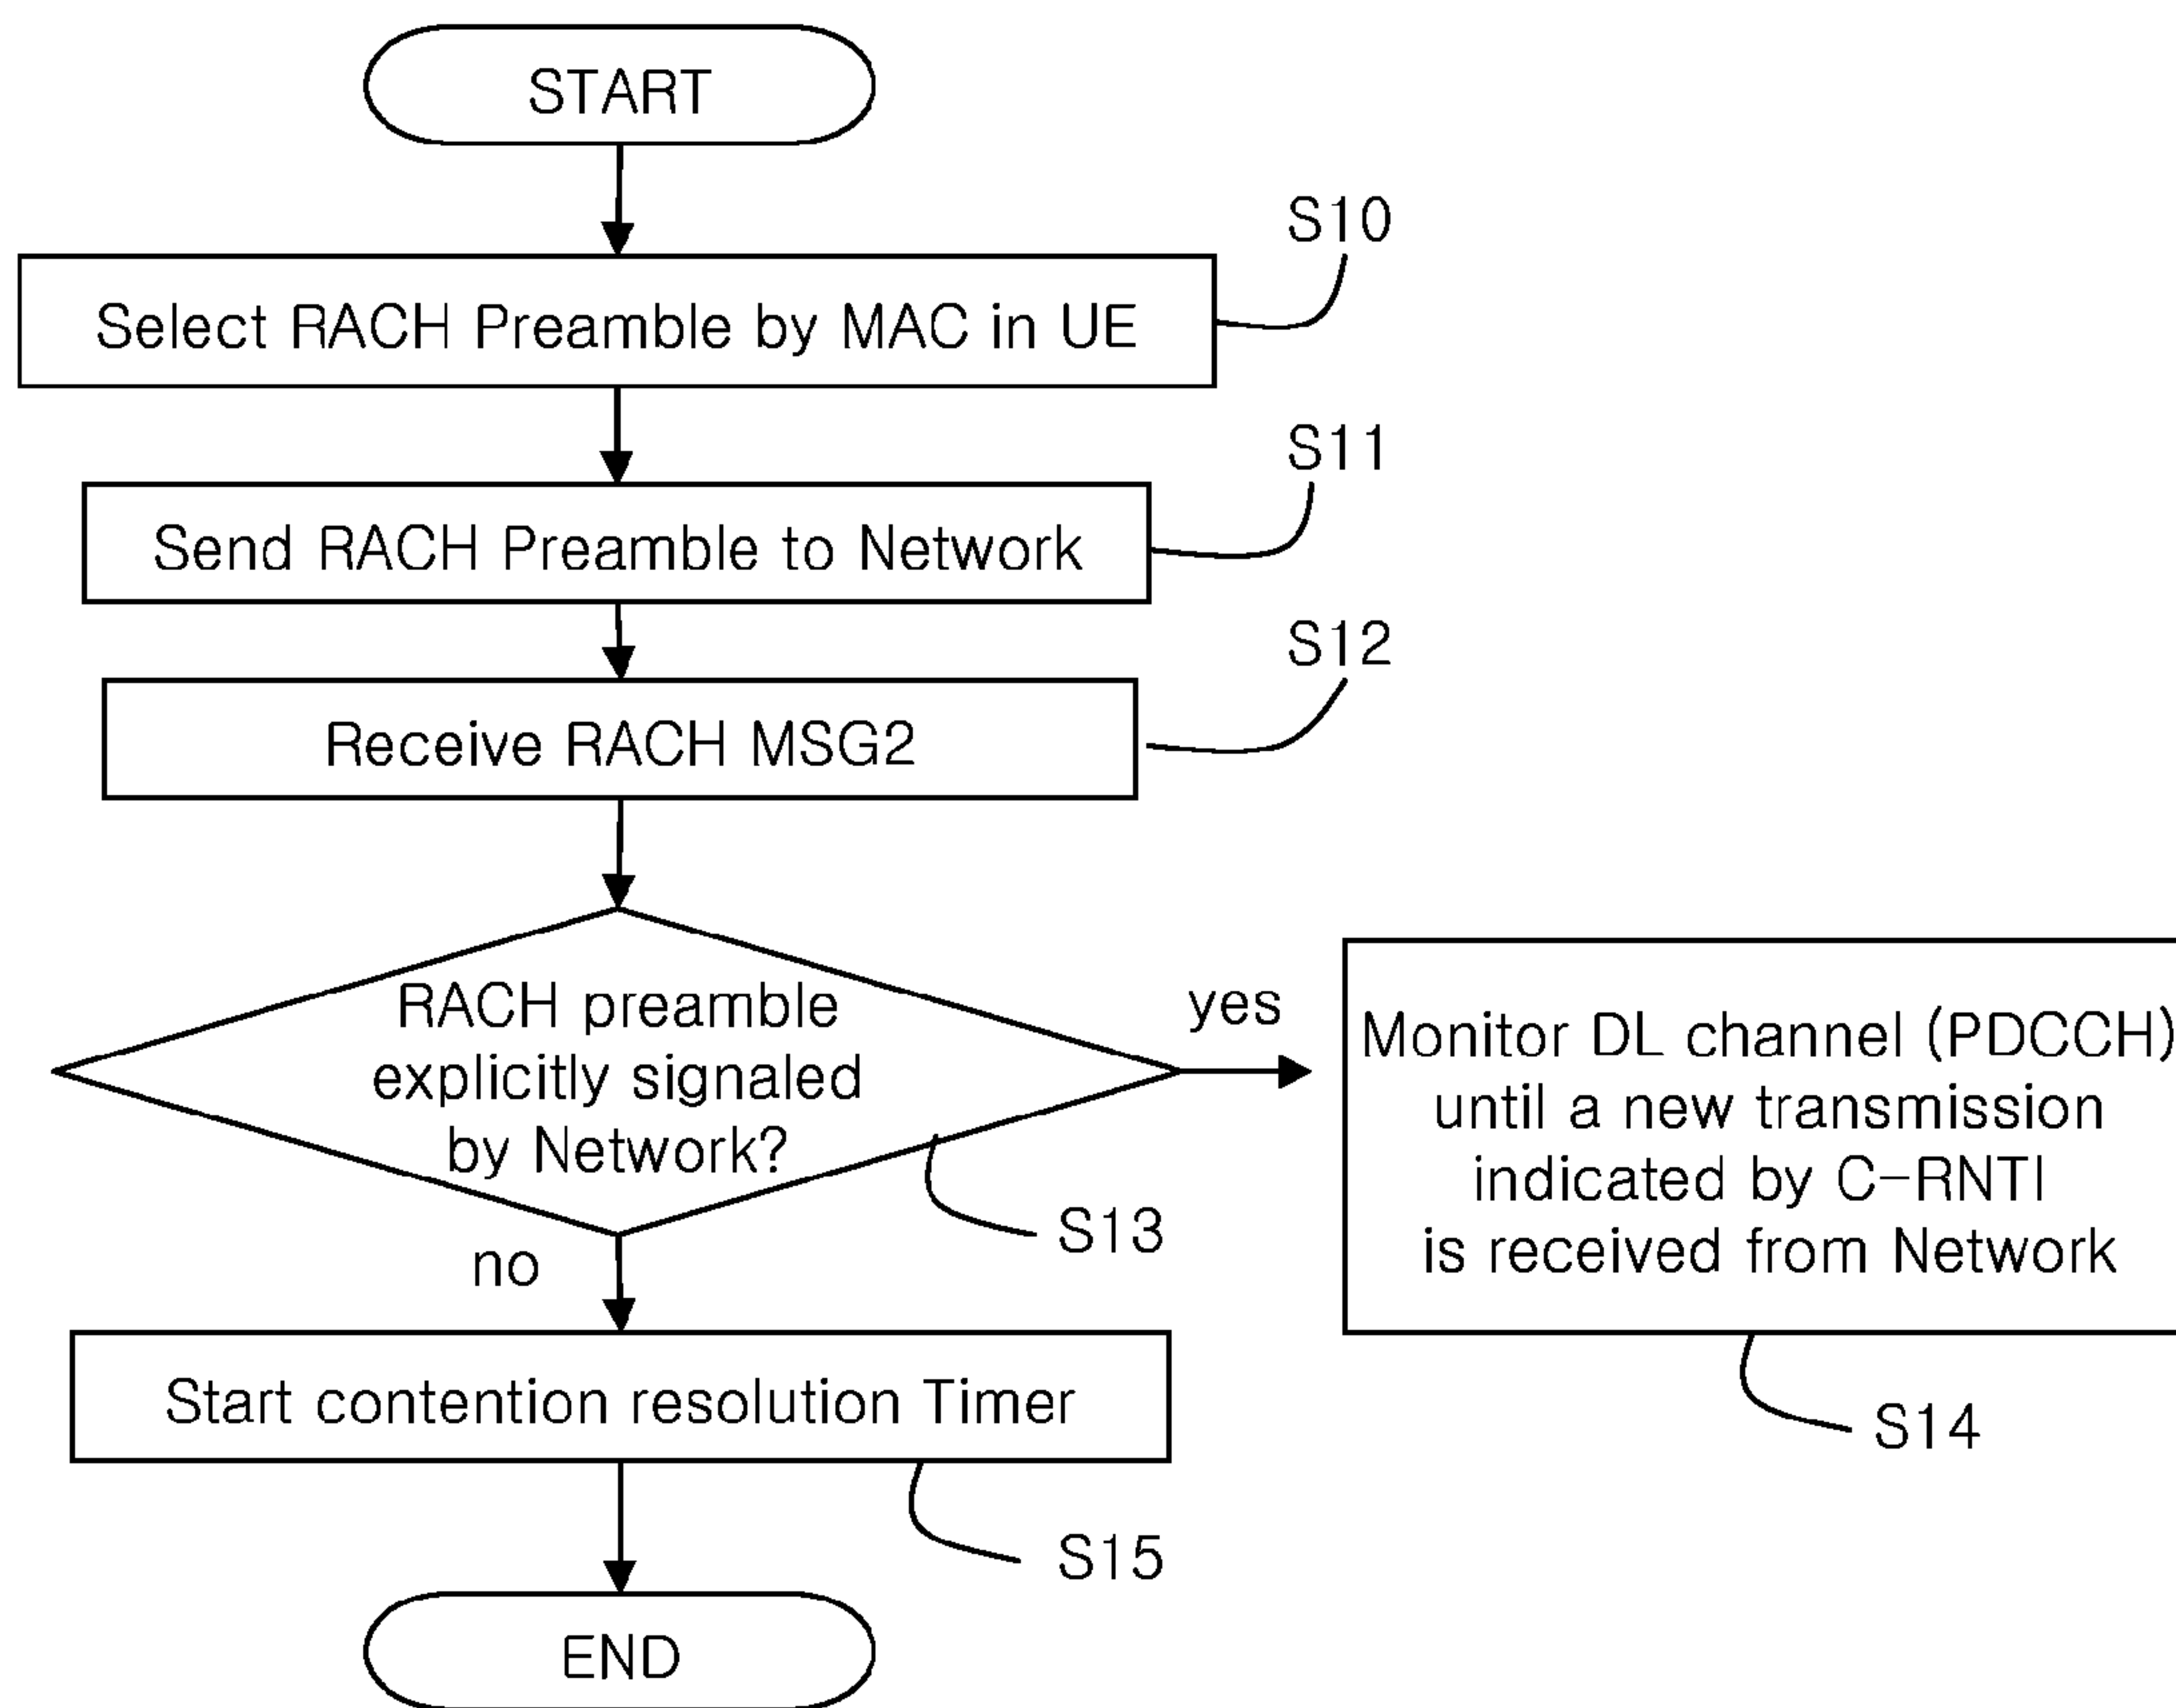 START
S10
Select RACH Preamble by MAC in UE
S11
Send RACH Preamble to Network
S12
Receive RACH MSG2
RACH preamble
explicitly signaled
by Network?
yes
Monitor DL channel (PDCCH)
until a new transmission
indicated by C-RNTI
is received from Network
S13
no
S14
Start contention resolution Timer
S15
END